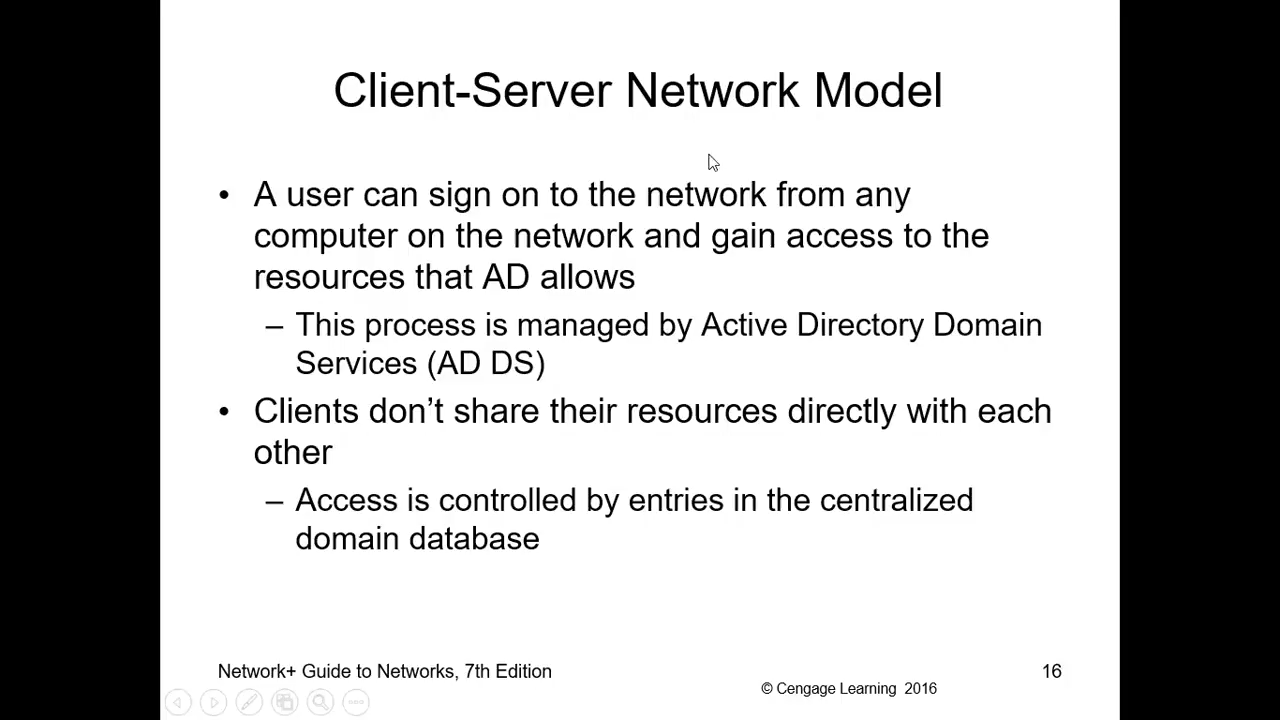 Client-Server Network Model
• A user can sign on to the network from any
computer on the network and gain access to the
resources that AD allows
– This process is managed by Active Directory Domain
Services (AD DS)
• Clients don’t share their resources directly with each
other
– Access is controlled by entries in the centralized
domain database
Network+ Guide to Networks, 7th Edition
16
© Cengage Learning 2016